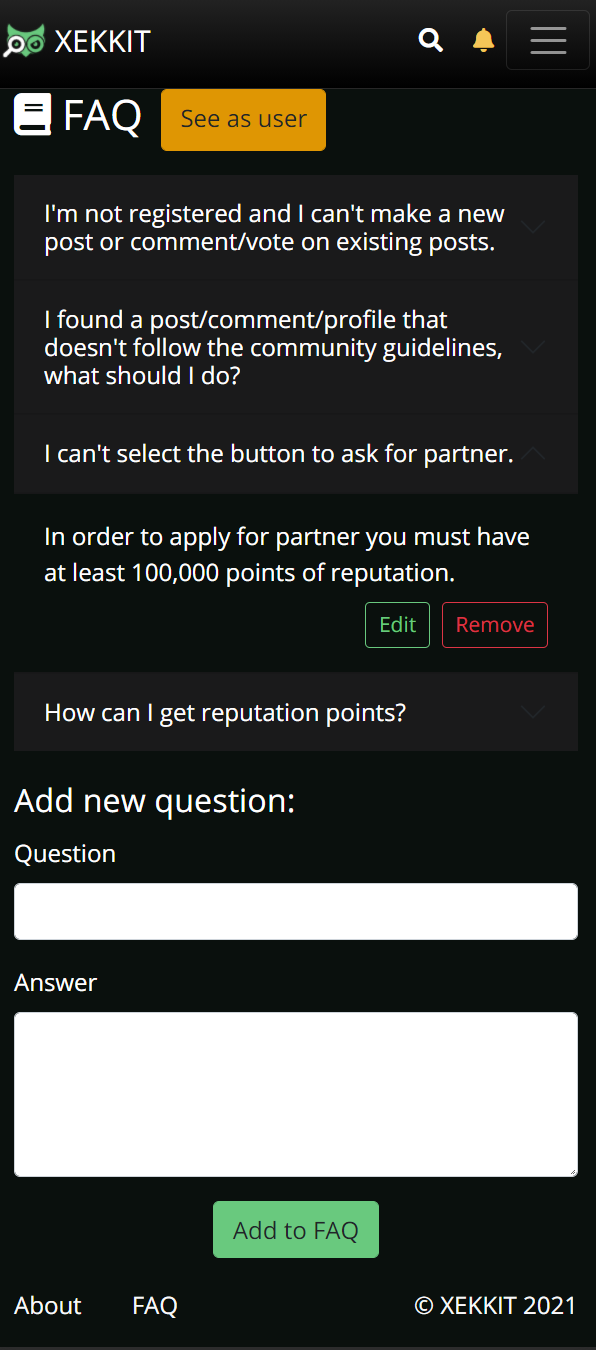 XEKKIT
FAQ
See as user
I'm not registered and I can't make a new
post or comment/vote on existing posts.
I found a post/comment/profile that
doesn't follow the community guidelines,
what should I do?
I can't select the button to ask for partner.
In order to apply for partner you must have
at least 100,000 points of reputation.
Edit
Remove
How can I get reputation points?
Add new question:
Question
Answer
Add to FAQ
About
FAQ
© XEKKIT 2021